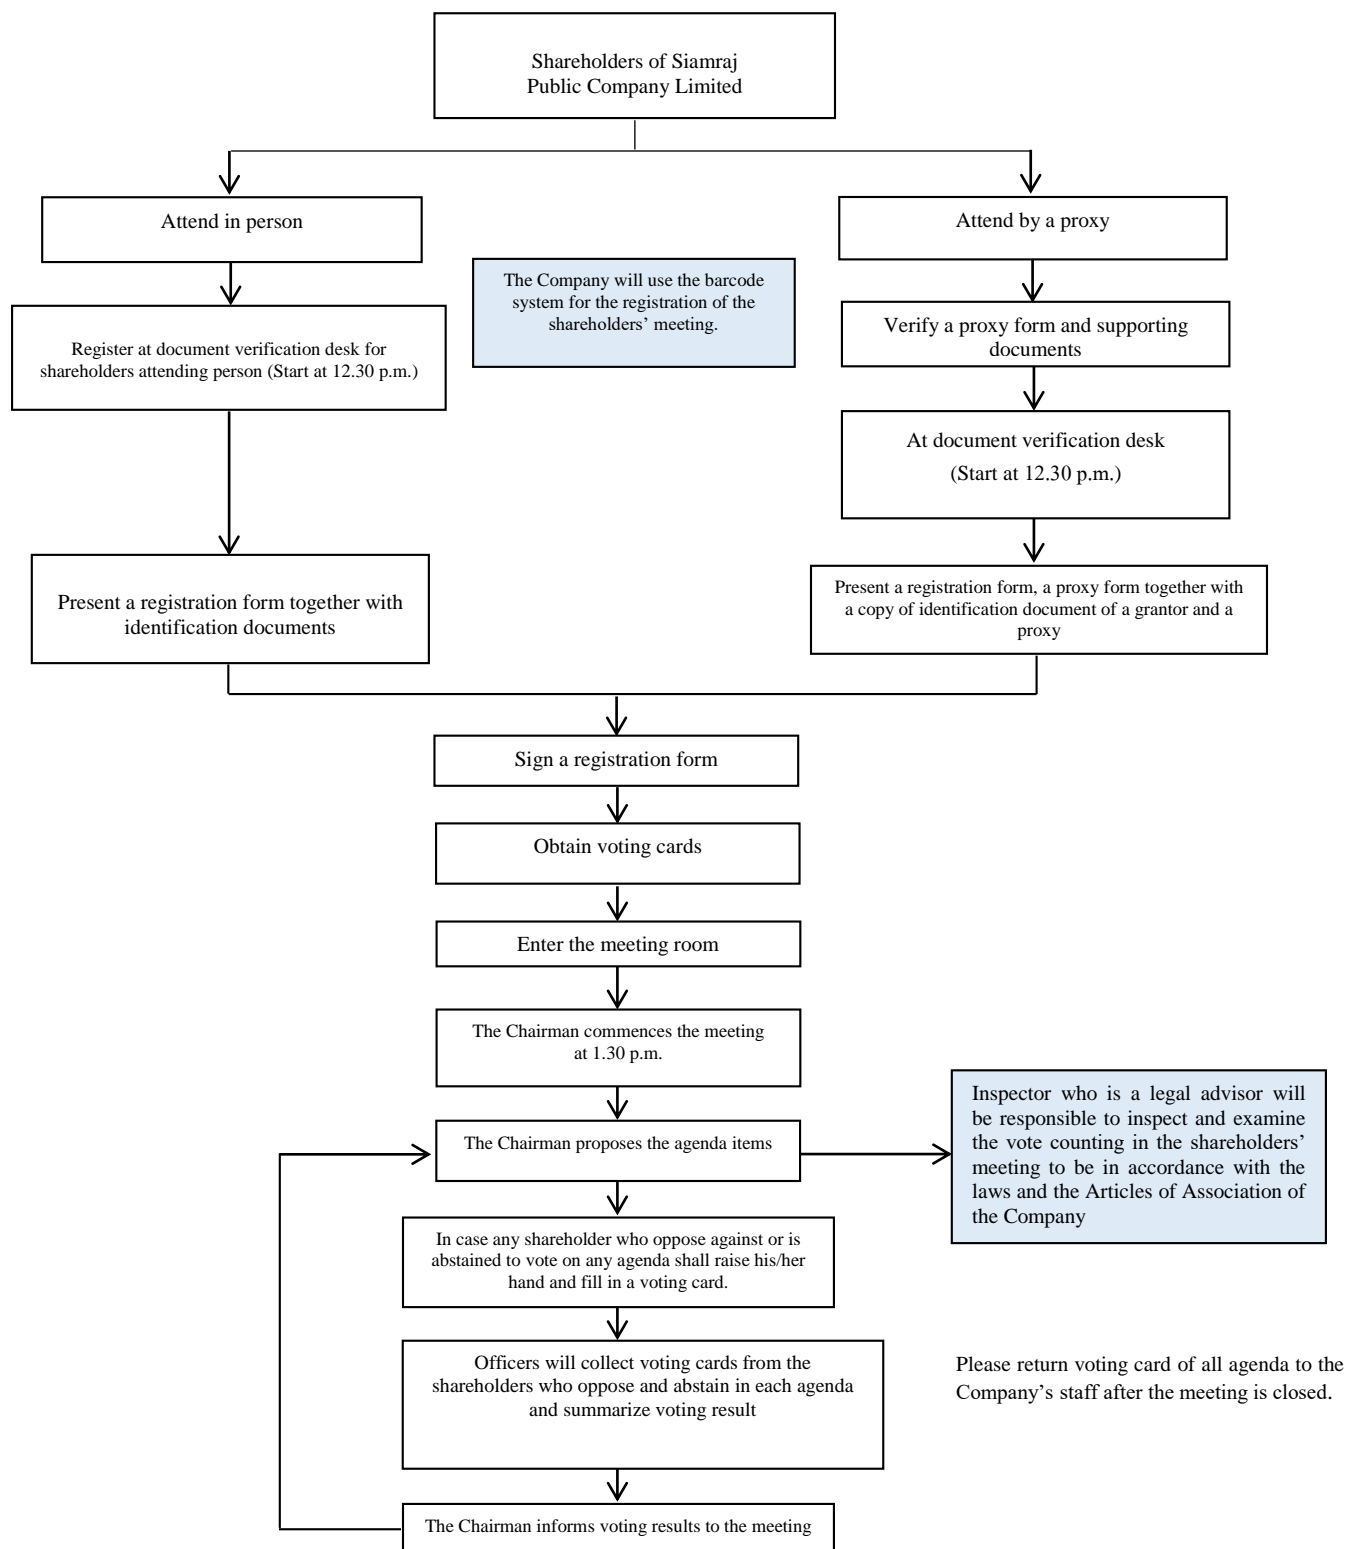 Shareholders of Siamraj
Public Company Limited
Attend in person
Attend by a proxy
The Company will use the barcode
system for the registration of the
shareholders’ meeting.
Register at document verification desk for
shareholders attending person (Start at 12.30 p.m.)
Verify a proxy form and supporting
documents
At document verification desk
(Start at 12.30 p.m.)
Present a registration form together with
identification documents
Present a registration form, a proxy form together with
a copy of identification document of a grantor and a
proxy
Sign a registration form
Obtain voting cards
Enter the meeting room
The Chairman commences the meeting
at 1.30 p.m.
The Chairman proposes the agenda items
Inspector who is a legal advisor will
be responsible to inspect and examine
the vote counting in the shareholders’
meeting to be in accordance with the
laws and the Articles of Association of
the Company
In case any shareholder who oppose against or is
abstained to vote on any agenda shall raise his/her
hand and fill in a voting card.
Officers will collect voting cards from the
shareholders who oppose and abstain in each agenda
and summarize voting result
Please return voting card of all agenda to the
Company’s staff after the meeting is closed.
The Chairman informs voting results to the meeting